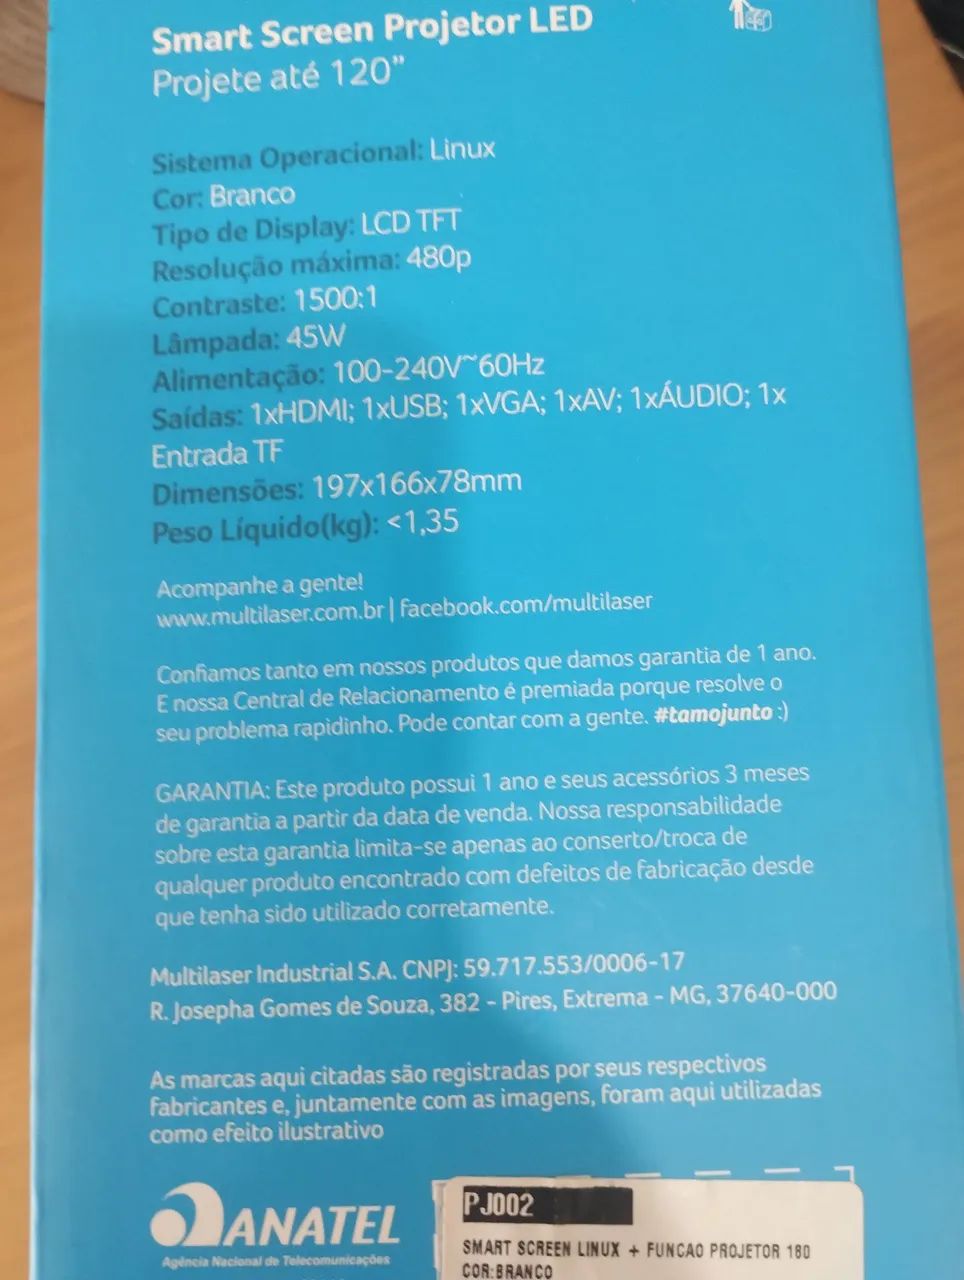 Smart Screen Projetor LED
Projete até 120”
Sistema Operacional: Linux
Cor: Branco
Tipo de Display: LCD TFT
Resolução máxima: 480p
Contraste: 1500:1
Lâmpada: 45W
Alimentação: 100-240V~60Hz
Saídas: 1xHDMI; 1xUSB; 1xVGA; 1xAV; 1xÁUDIO; 1x
Entrada TF
Dimensões: 197x166x78mm
Peso Líquido(kg): <1,35
Acompanhe a gente!
www.multilaser.com.br | facebook.com/multilaser
Confiamos tanto em nossos produtos que damos garantia de 1 ano.
E nossa Central de Relacionamento é premiada porque resolve o
seu problema rapidinho. Pode contar com a gente. #tamojunto :)
GARANTIA: Este produto possui 1 ano e seus acessórios 3 meses
de garantia a partir da data de venda. Nossa responsabilidade
sobre esta garantia limita-se apenas ao conserto/troca de
qualquer produto encontrado com defeitos de fabricação desde
que tenha sido utilizado corretamente.
Multilaser Industrial S.A. CNPJ: 59.717.553/0006-17
R. Josepha Gomes de Souza, 382 - Pires, Extrema - MG, 37640-000
As marcas aqui citadas são registradas por seus respectivos
fabricantes e, juntamente com as imagens, foram aqui utilizadas
como efeito ilustrativo
ANATEL
Agência Nacional de Telecomunicações
PJ002
SMART SCREEN LINUX + FUNCAO PROJETOR 180
COR:BRANCO